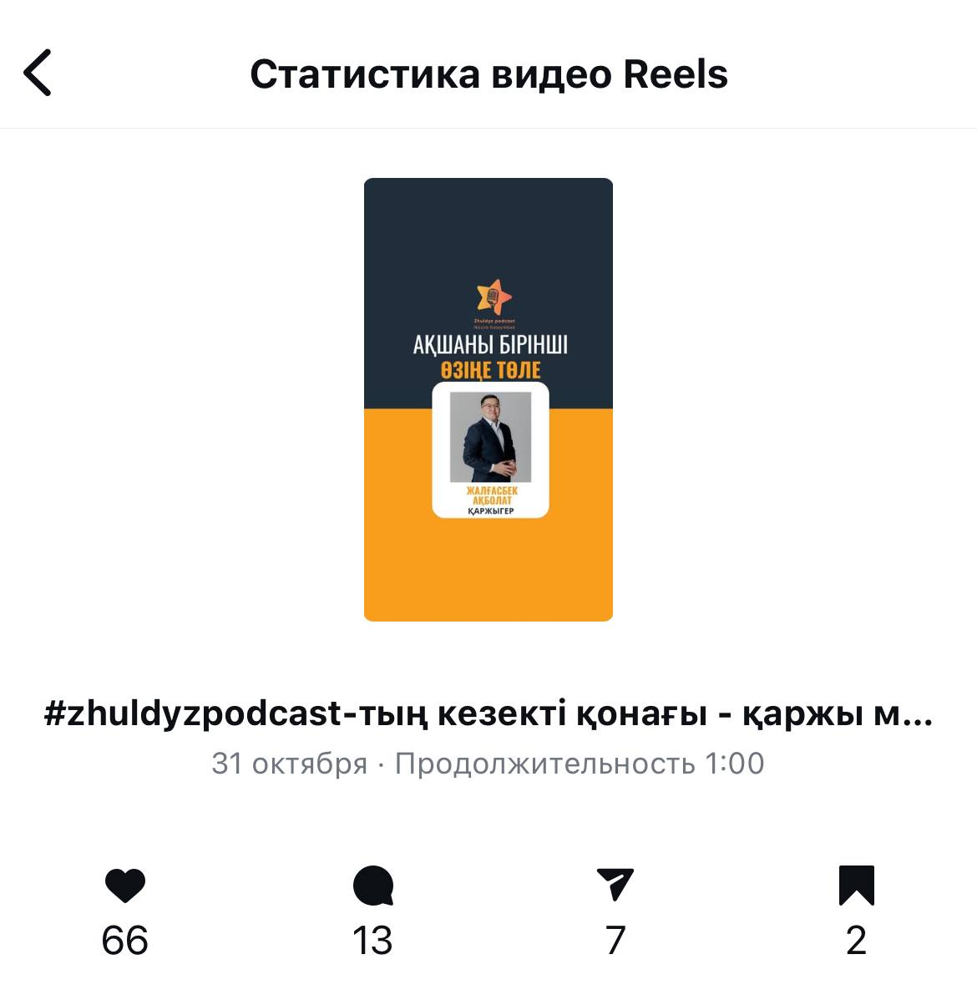 Статистика видео Reels
Zhuldyz podcast
АҚШАНЫ БІРІНШІ
ӨЗІҢЕ ТӨЛЕ
ЖАЛҒАСБЕК
АҚБОЛАТ
ҚАРЖЫГЕР
#zhuldyzpodcast-тың кезекті қонағы - қаржы м...
31 октября · Продолжительность 1:00
66 13 7 2